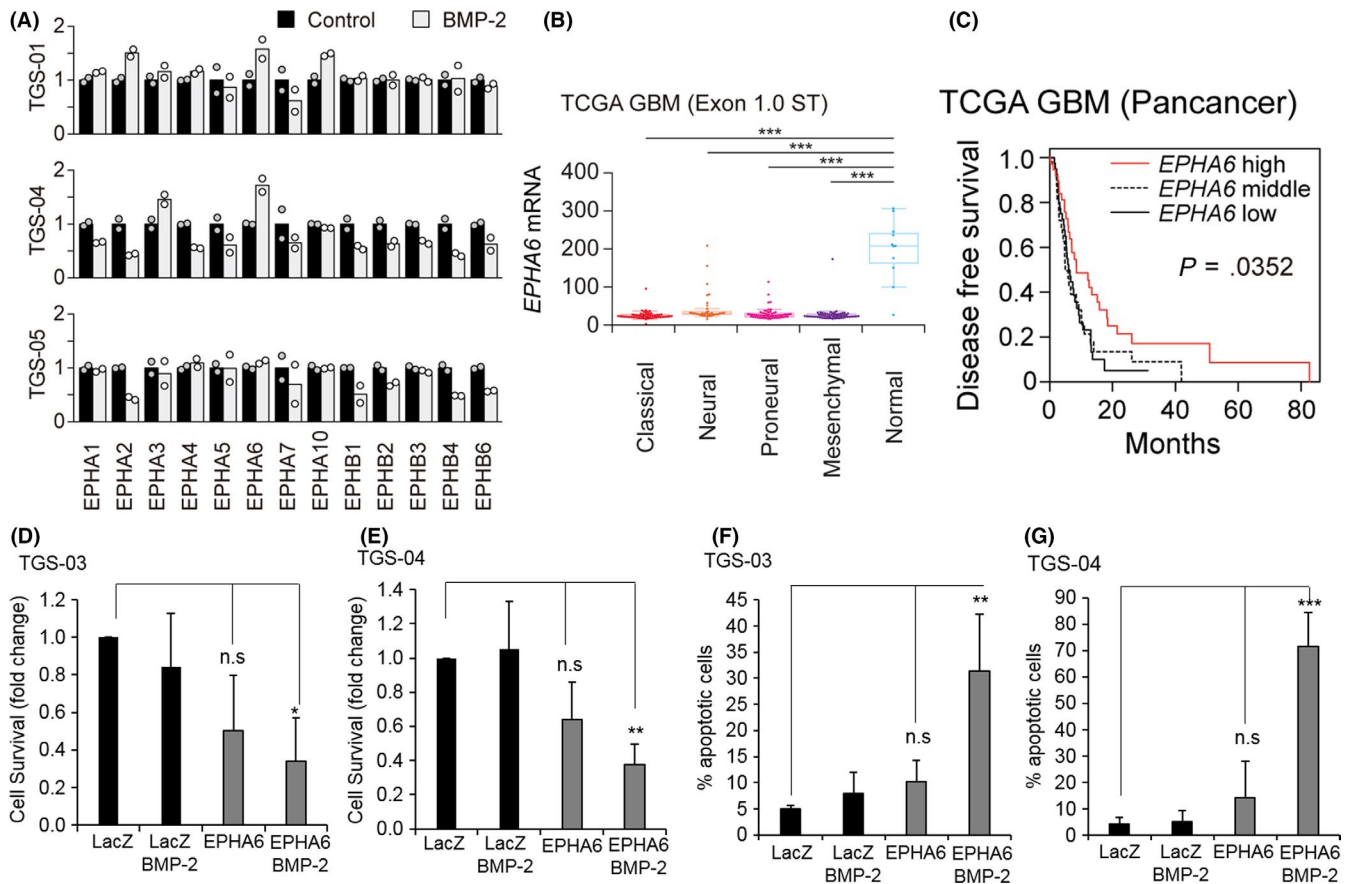 (A)
Control
BMP-2
TGS-01
2
1
0
TGS-04
2
1
0
TGS-05
2
1
0
EPHA1
EPHA2
EPHA3
EPHA4
EPHA5
EPHA6
EPHA7
EPHA10
EPHB1
EPHB2
EPHB3
EPHB4
EPHB6
(B)
TCGA GBM (Exon 1.0 ST)
***
***
***
***
EPHA6 mRNA
400
300
200
100
0
Classical
Neural
Proneural
Mesenchymal
Normal
(C)
TCGA GBM (Pancancer)
Disease free survival
1.0
0.8
0.6
0.4
0.2
0
EPHA6 high
EPHA6 middle
EPHA6 low
P = .0352
0 20 40 60 80
Months
(D)
TGS-03
Cell Survival (fold change)
1.2
1.0
0.8
0.6
0.4
0.2
0.0
n.s
*
LacZ
LacZ
BMP-2
EPHA6
EPHA6
BMP-2
(E)
TGS-04
Cell Survival (fold change)
1.4
1.2
1.0
0.8
0.6
0.4
0.2
0.0
n.s
**
LacZ
LacZ
BMP-2
EPHA6
EPHA6
BMP-2
(F)
TGS-03
% apoptotic cells
45
40
35
30
25
20
15
10
5
0
n.s
**
LacZ
LacZ
BMP-2
EPHA6
EPHA6
BMP-2
(G)
TGS-04
% apoptotic cells
90
80
70
60
50
40
30
20
10
0
n.s
***
LacZ
LacZ
BMP-2
EPHA6
EPHA6
BMP-2